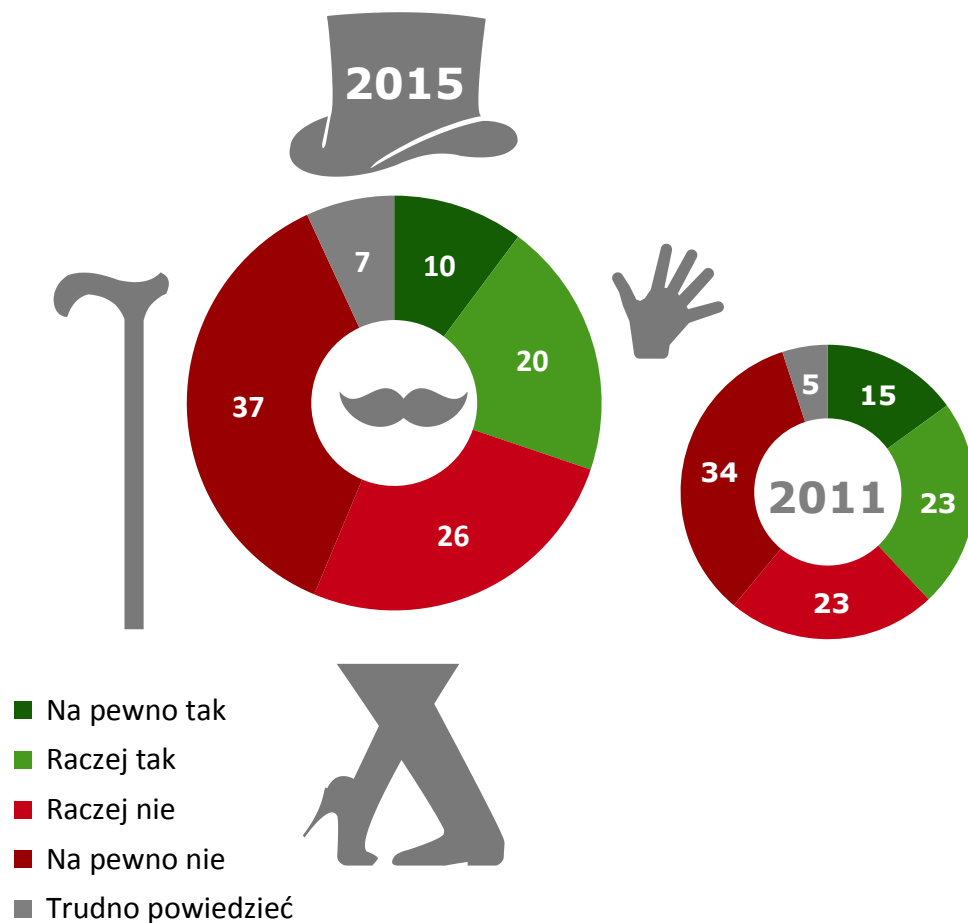 2015
7
10
20
37
26
5
15
34
2011
23
23
Na pewno tak
Raczej tak
Raczej nie
Na pewno nie
Trudno powiedzieć